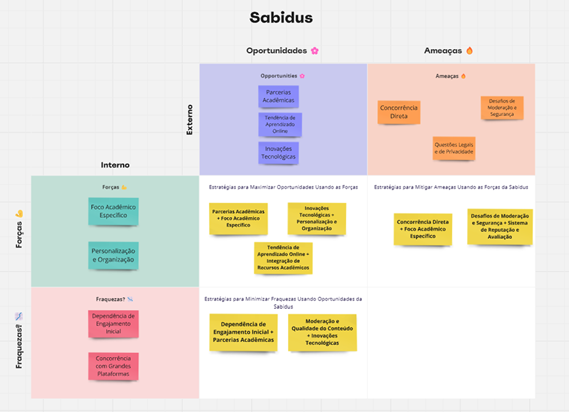 Sabidus
Oportunidades
Ameaças
Externo
Opportunities
Parcerias
Acadêmicas
Tendência de
Aprendizado
Online
Inovações
Tecnológicas
Ameaças
Concorrência
Direta
Desafios de
Moderação e
Segurança
Questões Legais
e de Privacidade
Interno
Forças
Forças
Foco Acadêmico
Específico
Personalização
e Organização
Estratégias para Maximizar Oportunidades Usando as Forças
Parcerias Acadêmicas
+ Foco Acadêmico
Específico
Inovações
Tecnológicas +
Personalização e
Organização
Tendência de
Aprendizado Online +
Integração de
Recursos Acadêmicos
Estratégias para Mitigar Ameaças Usando as Forças da Sabidus
Concorrência Direta
+ Foco Acadêmico
Específico
Desafios de Moderação
e Segurança + Sistema
de Reputação e
Avaliação
Fraquezas?
Fraquezas?
Dependência de
Engajamento
Inicial
Concorrência
com Grandes
Plataformas
Estratégias para Minimizar Fraquezas Usando Oportunidades da
Sabidus
Dependência de
Engajamento Inicial +
Parcerias Acadêmicas
Moderação e
Qualidade do Conteúdo
+ Inovações
Tecnológicas